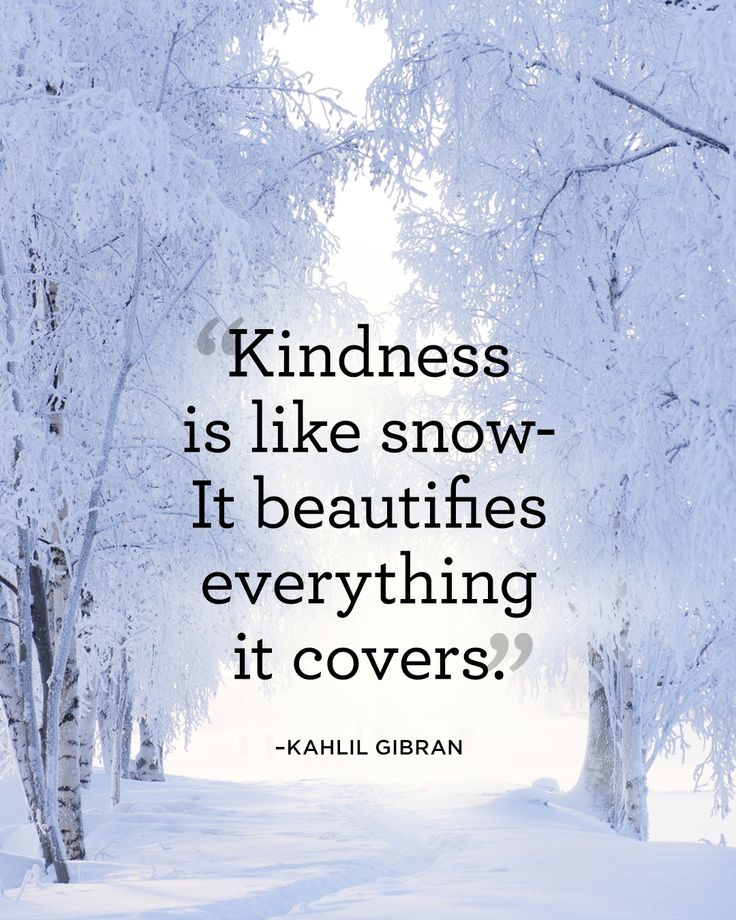 “Kindness
is like snow-
It beautifies
everything
it covers.”
–KAHLIL GIBRAN